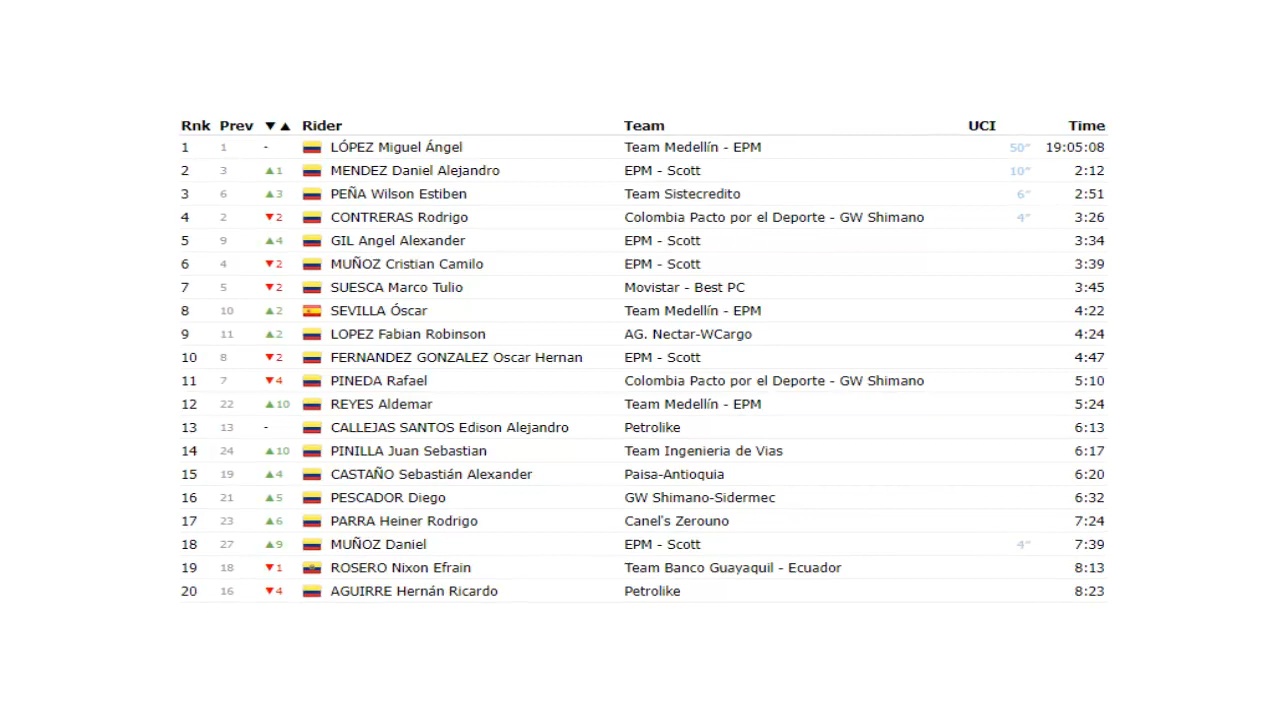 Rnk Prev ▼▲ Rider Team UCI Time
1 1 - LÓPEZ Miguel Ángel Team Medellín - EPM 50″ 19:05:08
2 3 ▲1 MENDEZ Daniel Alejandro EPM - Scott 10″ 2:12
3 6 ▲3 PEÑA Wilson Estiben Team Sistecredito 6″ 2:51
4 2 ▼2 CONTRERAS Rodrigo Colombia Pacto por el Deporte - GW Shimano 4″ 3:26
5 9 ▲4 GIL Angel Alexander EPM - Scott 3:34
6 4 ▼2 MUÑOZ Cristian Camilo EPM - Scott 3:39
7 5 ▼2 SUESCA Marco Tulio Movistar - Best PC 3:45
8 10 ▲2 SEVILLA Óscar Team Medellín - EPM 4:22
9 11 ▲2 LOPEZ Fabian Robinson AG. Nectar-WCargo 4:24
10 8 ▼2 FERNANDEZ GONZALEZ Oscar Hernan EPM - Scott 4:47
11 7 ▼4 PINEDA Rafael Colombia Pacto por el Deporte - GW Shimano 5:10
12 22 ▲10 REYES Aldemar Team Medellín - EPM 5:24
13 13 - CALLEJAS SANTOS Edison Alejandro Petrolike 6:13
14 24 ▲10 PINILLA Juan Sebastian Team Ingenieria de Vias 6:17
15 19 ▲4 CASTAÑO Sebastián Alexander Paisa-Antioquia 6:20
16 21 ▲5 PESCADOR Diego GW Shimano-Sidermec 6:32
17 23 ▲6 PARRA Heiner Rodrigo Canel's Zerouno 7:24
18 27 ▲9 MUÑOZ Daniel EPM - Scott 4″ 7:39
19 18 ▼1 ROSERO Nixon Efrain Team Banco Guayaquil - Ecuador 8:13
20 16 ▼4 AGUIRRE Hernán Ricardo Petrolike 8:23